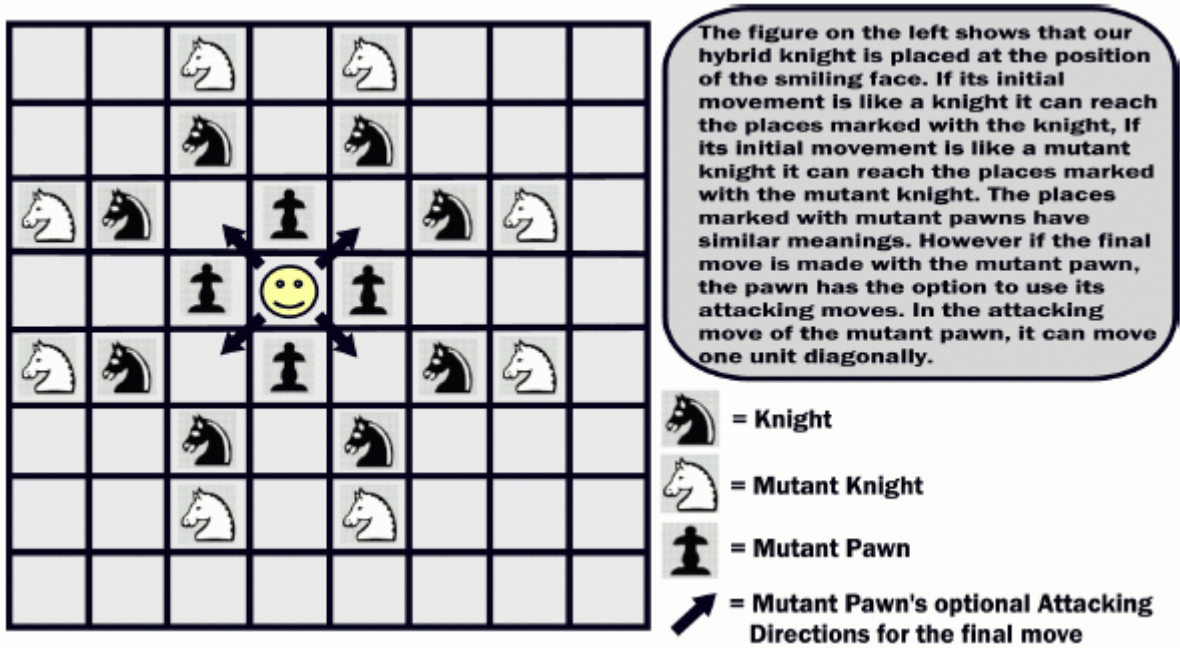 The figure on the left shows that our
hybrid knight is placed at the position
of the smiling face. If its initial
movement is like a knight it can reach
the places marked with the knight, If
its initial movement is like a mutant
knight it can reach the places marked
with the mutant knight. The places
marked with mutant pawns have
similar meanings. However if the final
move is made with the mutant pawn,
the pawn has the option to use its
attacking moves. In the attacking
move of the mutant pawn, it can move
one unit diagonally.
= Knight
= Mutant Knight
= Mutant Pawn
= Mutant Pawn's optional Attacking
Directions for the final move